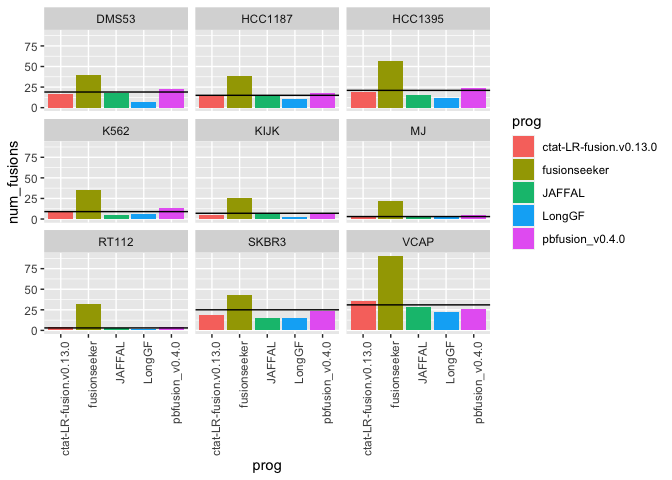 DMS53 HCC1187 HCC1395
75
50
25
0
K562 KIJK MJ
75
50
25
0
RT112 SKBR3 VCAP
75
50
25
0
num_fusions
ctat-LR-fusion.v0.13.0
fusionseeker
JAFFAL
LongGF
pbfusion_v0.4.0
ctat-LR-fusion.v0.13.0
fusionseeker
JAFFAL
LongGF
pbfusion_v0.4.0
ctat-LR-fusion.v0.13.0
fusionseeker
JAFFAL
LongGF
pbfusion_v0.4.0
prog
prog
ctat-LR-fusion.v0.13.0
fusionseeker
JAFFAL
LongGF
pbfusion_v0.4.0